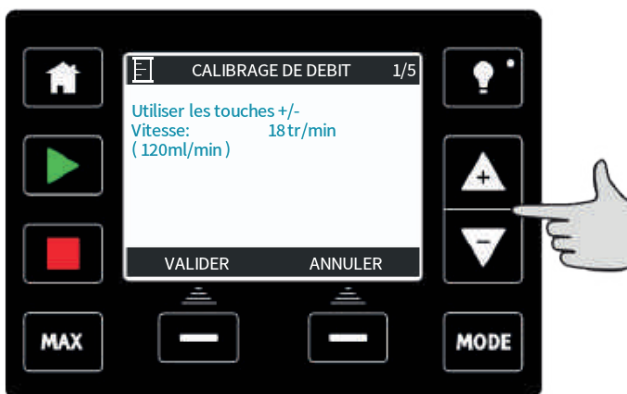 CALIBRAGE DE DEBIT 1/5
Utiliser les touches +/-
Vitesse: 18 tr/min
( 120ml/min )
+
-
VALIDER ANNULER
MAX
MODE